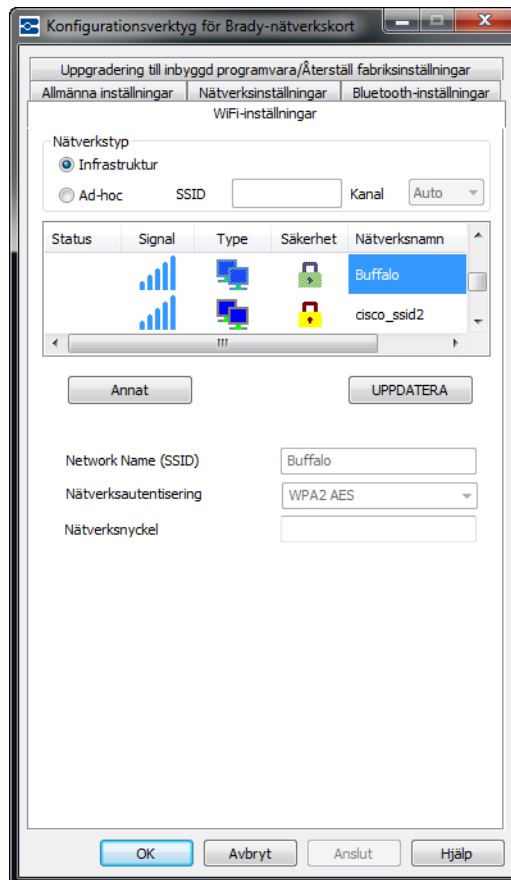 Konfigurationsverktyg för Brady-nätverkskort
Uppgradering till inbyggd programvara/Återställ fabriksinställningar
Allmänna inställningar Nätverksinställningar Bluetooth-inställningar
WiFi-inställningar
Nätverkstyp
Infrastruktur
Ad-hoc SSID Kanal Auto
Status Signal Type Säkerhet Nätverksnamn
Buffalo
cisco_ssid2
Annat UPPDATERA
Network Name (SSID) Buffalo
Nätverksautentisering WPA2 AES
Nätverksnyckel
OK Avbryt Anslut Hjälp